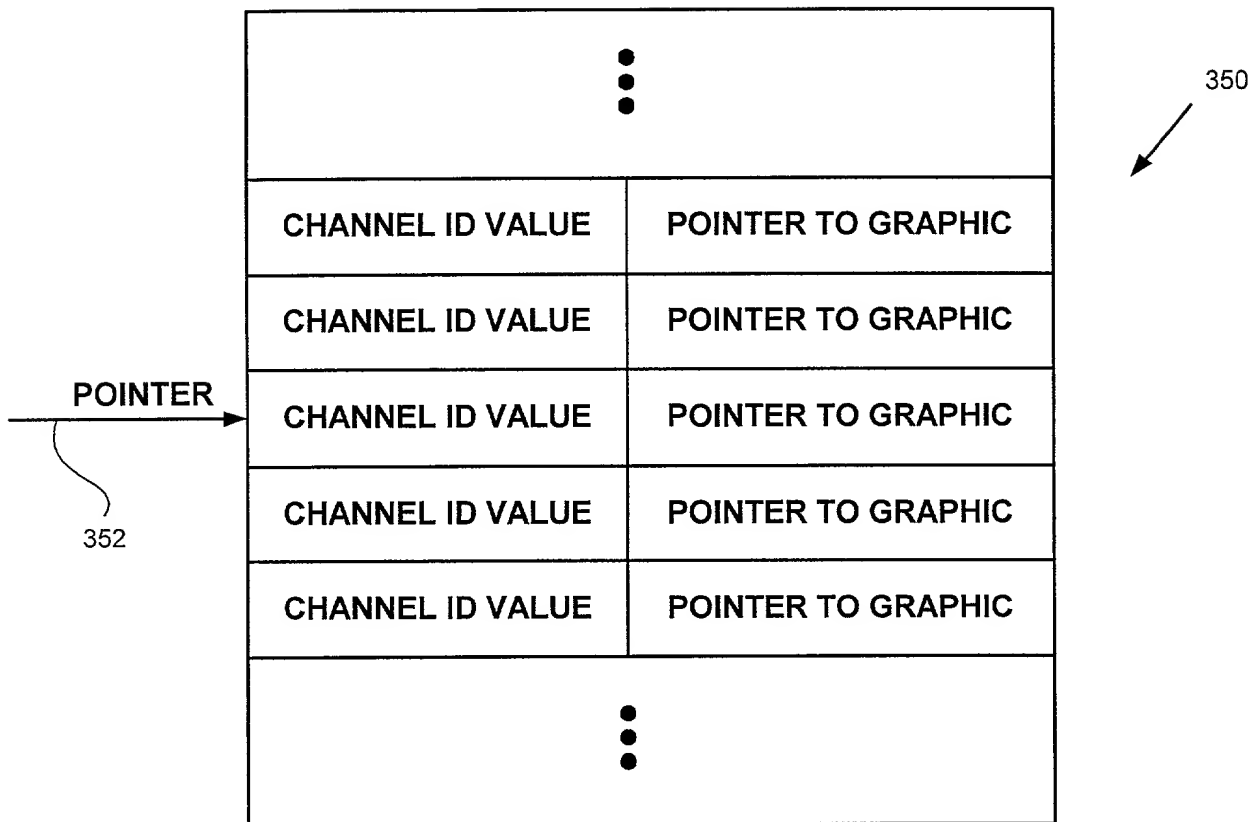 350
CHANNEL ID VALUE POINTER TO GRAPHIC
CHANNEL ID VALUE POINTER TO GRAPHIC
POINTER
CHANNEL ID VALUE POINTER TO GRAPHIC
CHANNEL ID VALUE POINTER TO GRAPHIC
352
CHANNEL ID VALUE POINTER TO GRAPHIC